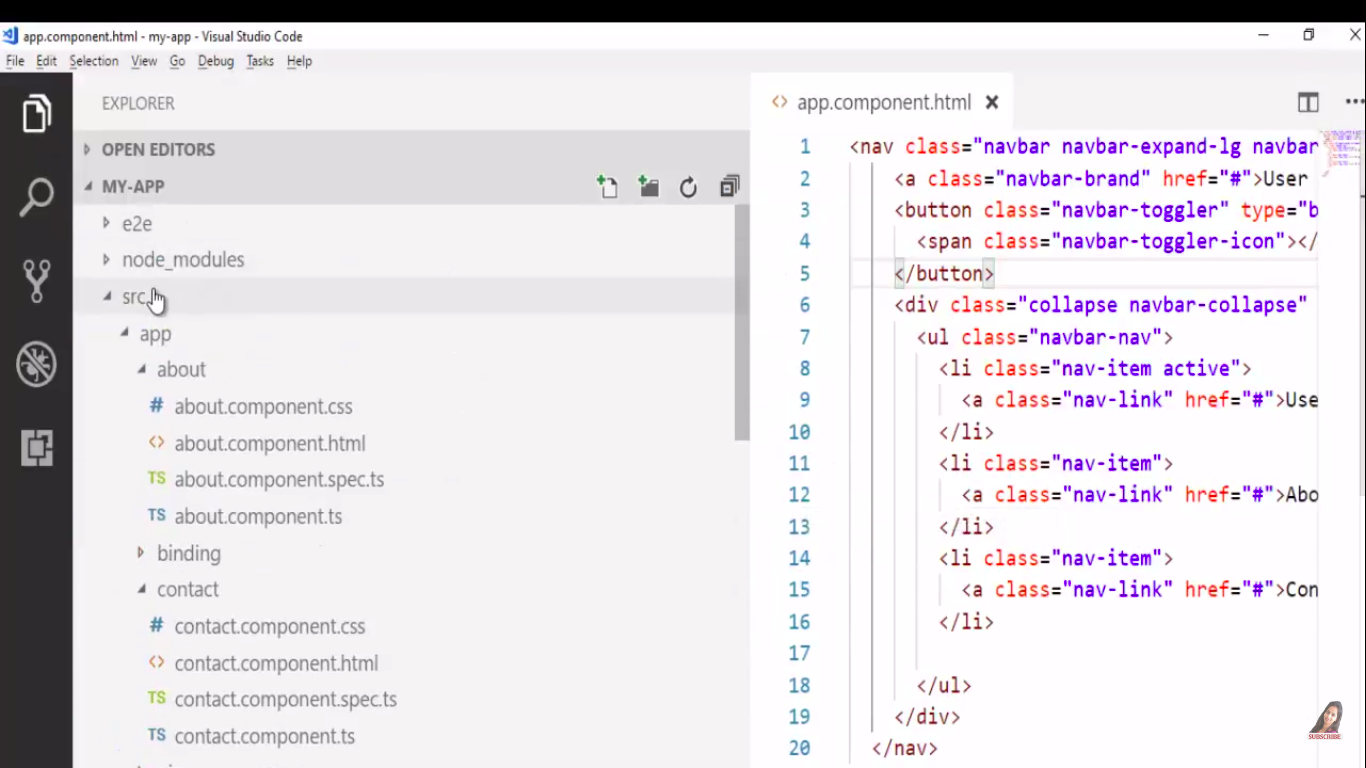 app.component.html - my-app - Visual Studio Code
File Edit Selection View Go Debug Tasks Help
EXPLORER
OPEN EDITORS
MY-APP
e2e
node_modules
src
app
about
# about.component.css
<> about.component.html
TS about.component.spec.ts
TS about.component.ts
binding
contact
# contact.component.css
<> contact.component.html
TS contact.component.spec.ts
TS contact.component.ts
<> app.component.html
1 <nav class="navbar navbar-expand-lg navbar
2 <a class="navbar-brand" href="#">User
3 <button class="navbar-toggler" type="b
4 <span class="navbar-toggler-icon"></
5 </button>
6 <div class="collapse navbar-collapse"
7 <ul class="navbar-nav">
8 <li class="nav-item active">
9 <a class="nav-link" href="#">Use
10 </li>
11 <li class="nav-item">
12 <a class="nav-link" href="#">Abo
13 </li>
14 <li class="nav-item">
15 <a class="nav-link" href="#">Con
16 </li>
17
18 </ul>
19 </div>
20 </nav>
SUBSCRIBE